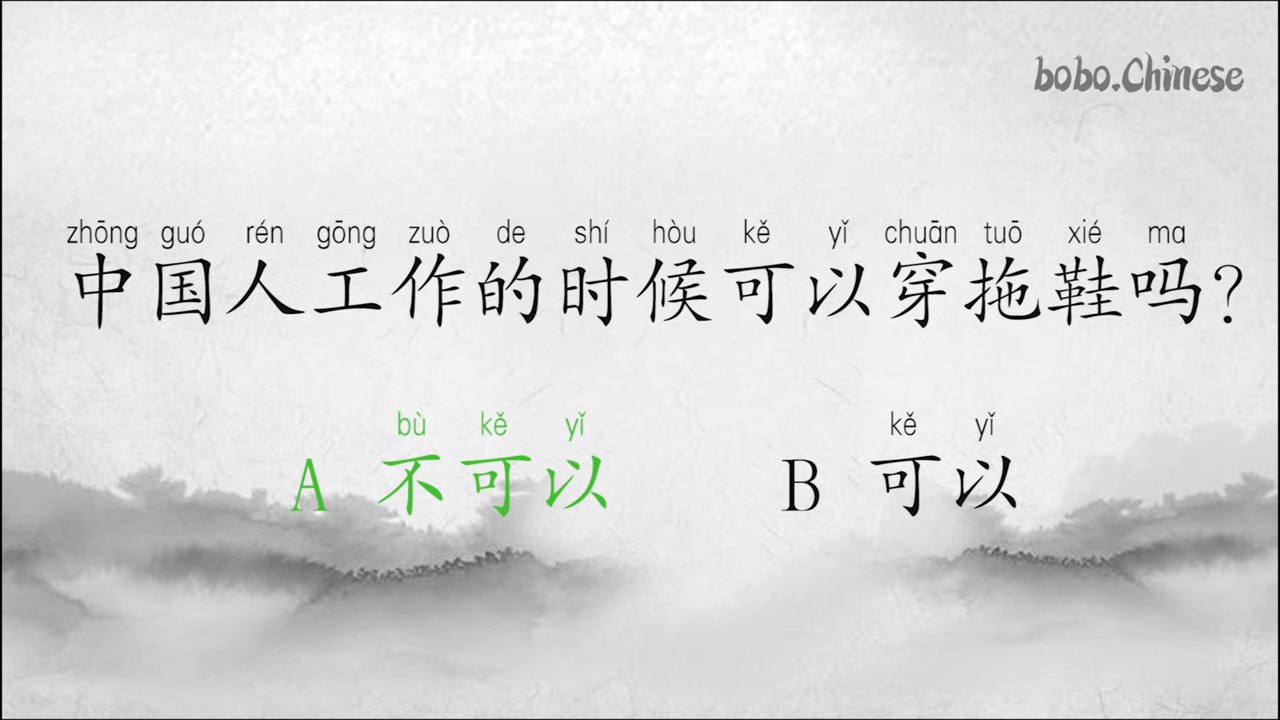 bobo.Chinese
zhōng guó rén gōng zuò de shí hòu kě yǐ chuān tuō xié ma
中国人工作的时候可以穿拖鞋吗?
bù kě yǐ kě yǐ
A 不可以 B 可以